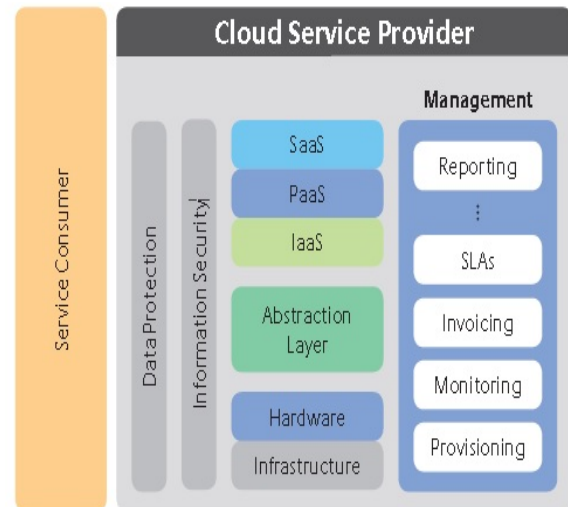 Cloud Service Provider
Service Consumer
Data Protection
Information Security
SaaS
PaaS
IaaS
Abstraction
Layer
Hardware
Infrastructure
Management
Reporting
⋮
SLAs
Invoicing
Monitoring
Provisioning